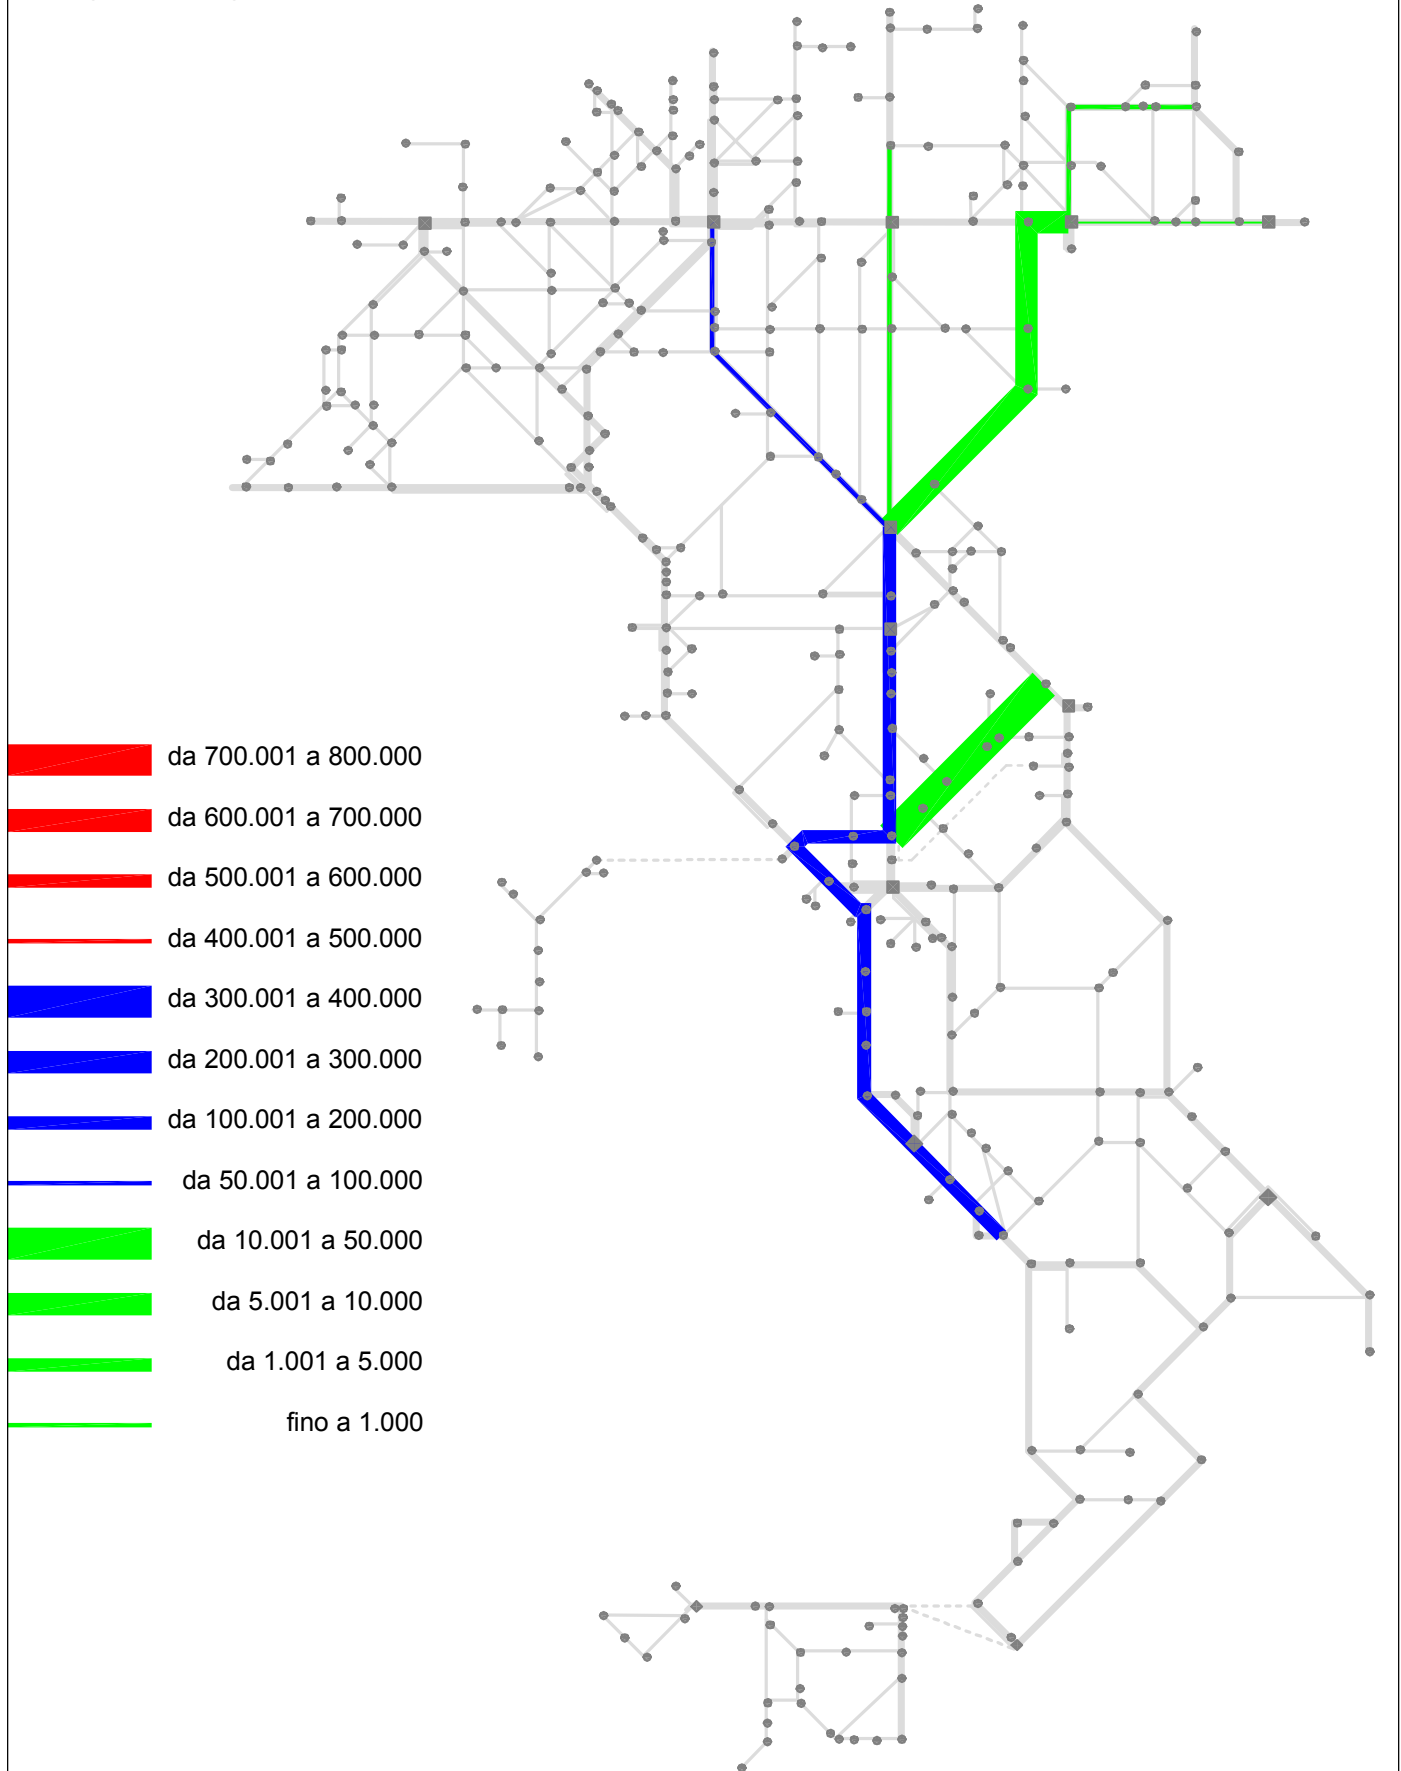 da 700.001 a 800.000
da 600.001 a 700.000
da 500.001 a 600.000
da 400.001 a 500.000
da 300.001 a 400.000
da 200.001 a 300.000
da 100.001 a 200.000
da 50.001 a 100.000
da 10.001 a 50.000
da 5.001 a 10.000
da 1.001 a 5.000
fino a 1.000